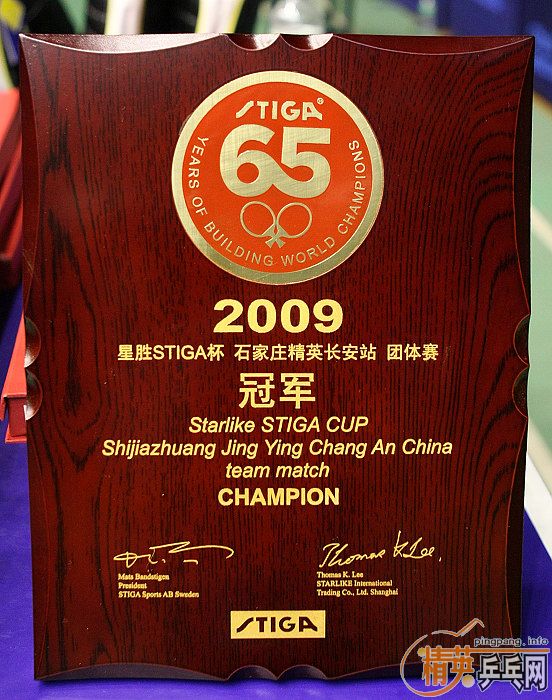 STIGA®
65
YEARS OF BUILDING WORLD CHAMPIONS
2009
星胜STIGA杯 石家庄精英长安站 团体赛
冠军
Starlike STIGA CUP
Shijiazhuang Jing Ying Chang An China
team match
CHAMPION
Thomas K Lee.
Mats Bandstigen
President
STIGA Sports AB Sweden
Thomas K. Lee
STARLIKE International
Trading Co., Ltd. Shanghai
STIGA
pingpang.info
精英乒乓网